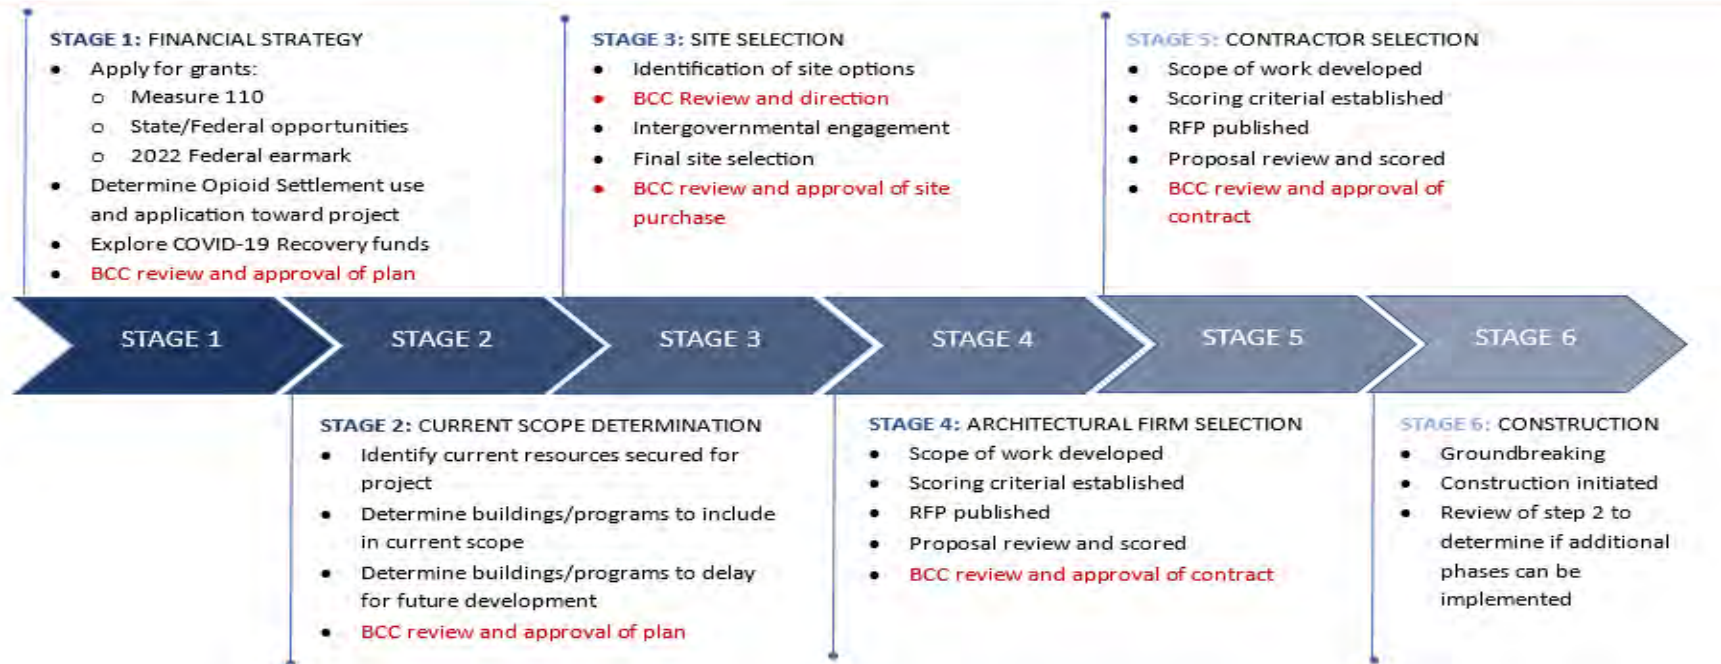 STAGE 1: FINANCIAL STRATEGY
• Apply for grants:
o Measure 110
o State/Federal opportunities
o 2022 Federal earmark
• Determine Opioid Settlement use
and application toward project
• Explore COVID-19 Recovery funds
• BCC review and approval of plan
STAGE 3: SITE SELECTION
• Identification of site options
• BCC Review and direction
• Intergovernmental engagement
• Final site selection
• BCC review and approval of site
purchase
STAGE 5: CONTRACTOR SELECTION
• Scope of work developed
• Scoring criterial established
• RFP published
• Proposal review and scored
• BCC review and approval of
contract
STAGE 1
STAGE 2
STAGE 3
STAGE 4
STAGE 5
STAGE 6
STAGE 2: CURRENT SCOPE DETERMINATION
• Identify current resources secured for
project
• Determine buildings/programs to include
in current scope
• Determine buildings/programs to delay
for future development
• BCC review and approval of plan
STAGE 4: ARCHITECTURAL FIRM SELECTION
• Scope of work developed
• Scoring criterial established
• RFP published
• Proposal review and scored
• BCC review and approval of contract
STAGE 6: CONSTRUCTION
• Groundbreaking
• Construction initiated
• Review of step 2 to
determine if additional
phases can be
implemented